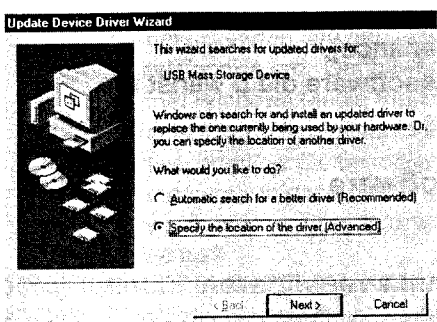 Update Device Driver Wizard
This wizard searches for updated drivers for:
USB Mass Storage Device
Windows can search for and install an updated driver to
replace the one currently being used by your hardware. Or,
you can specify the location of another driver.
What would you like to do?
Automatic search for a better driver (Recommended)
Specify the location of the driver (Advanced)
< Back
Next >
Cancel